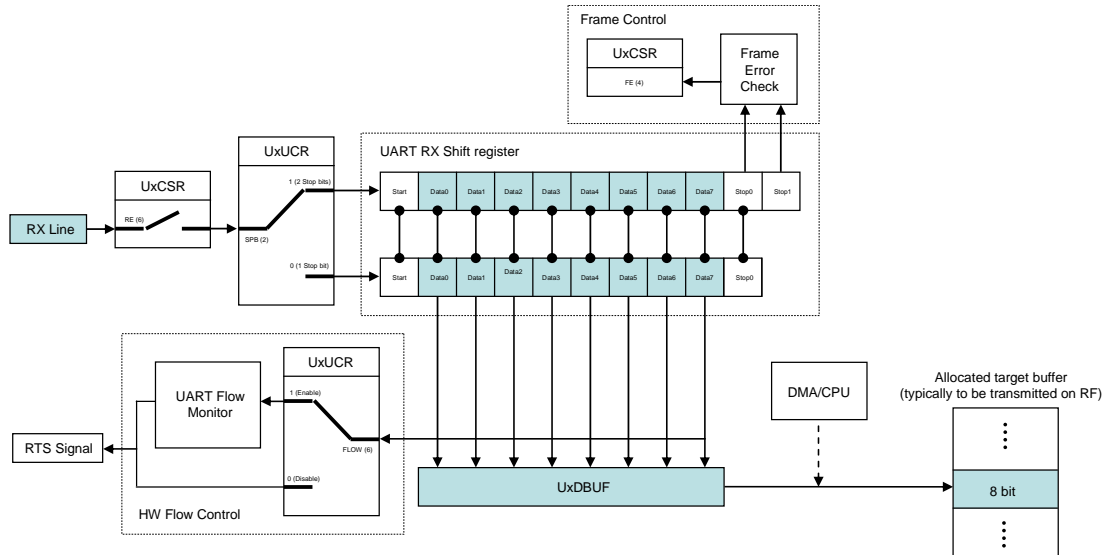 Frame Control
UxCSR
FE (4)
Frame
Error
Check
UxUCR
1 (2 Stop bits)
SPB (2)
0 (1 Stop bit)
UxCSR
RE (6)
RX Line
UART RX Shift register
Start Data0 Data1 Data2 Data3 Data4 Data5 Data6 Data7 Stop0 Stop1
Start Data0 Data1 Data2 Data3 Data4 Data5 Data6 Data7 Stop0
UxUCR
1 (Enable)
FLOW (6)
0 (Disable)
UART Flow
Monitor
RTS Signal
HW Flow Control
UxDBUF
DMA/CPU
Allocated target buffer
(typically to be transmitted on RF)
8 bit